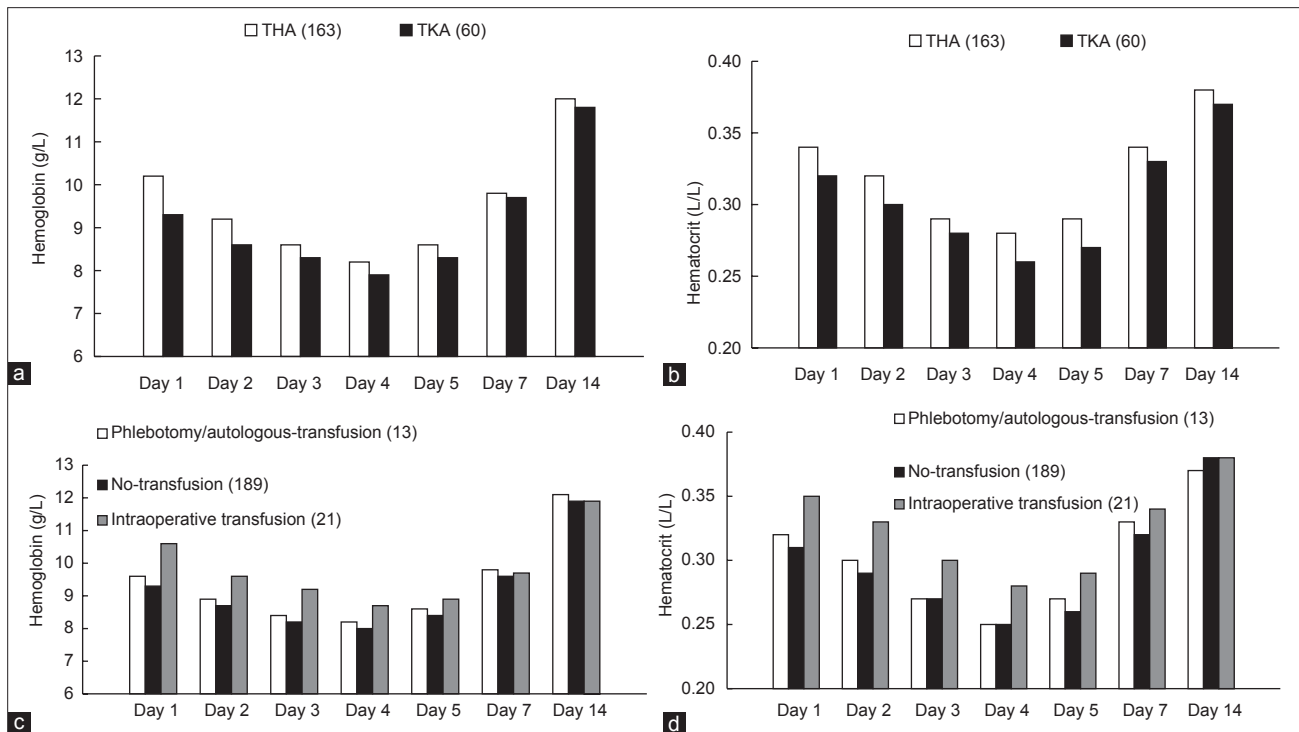 THA (163) TKA (60)
13
12
11
10
9
8
7
6
Hemoglobin (g/L)
Day 1 Day 2 Day 3 Day 4 Day 5 Day 7 Day 14
a
THA (163) TKA (60)
0.40
0.35
0.30
0.25
0.20
Hematocrit (L/L)
Day 1 Day 2 Day 3 Day 4 Day 5 Day 7 Day 14
b
Phlebotomy/autologous-transfusion (13)
No-transfusion (189)
Intraoperative transfusion (21)
13
12
11
10
9
8
7
6
Hemoglobin (g/L)
Day 1 Day 2 Day 3 Day 4 Day 5 Day 7 Day 14
c
Phlebotomy/autologous-transfusion (13)
No-transfusion (189)
Intraoperative transfusion (21)
0.40
0.35
0.30
0.25
0.20
Hematocrit (L/L)
Day 1 Day 2 Day 3 Day 4 Day 5 Day 7 Day 14
d